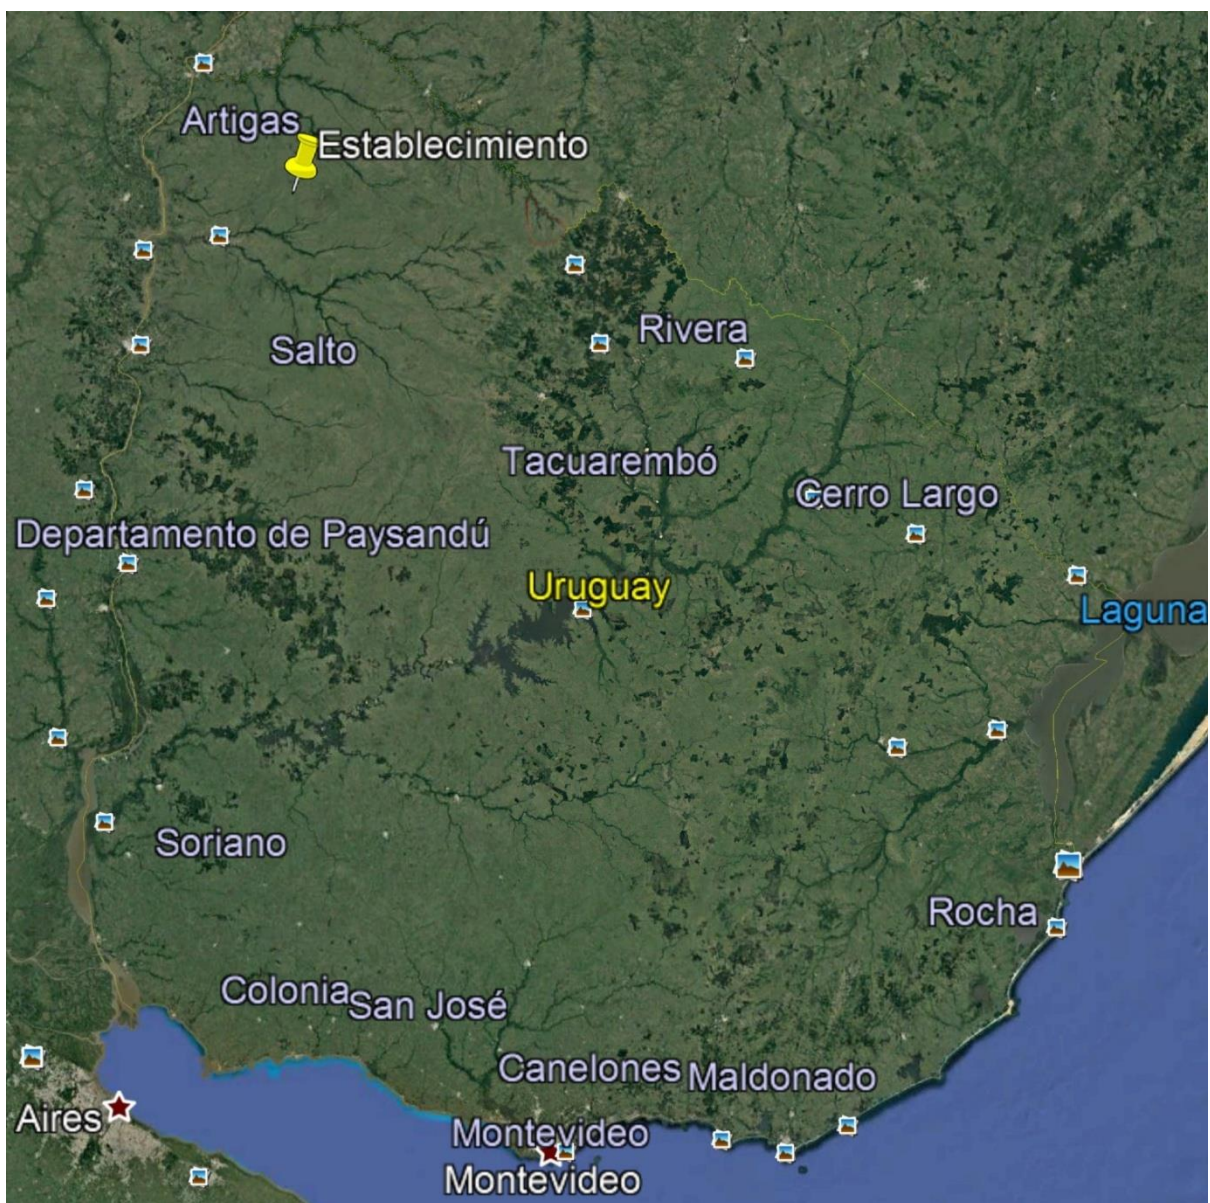 Artigas
Establecimiento
Rivera
Salto
Tacuarembó
Cerro Largo
Departamento de Paysandú
Uruguay
Laguna
Soriano
Rocha
Colonia
San José
Canelones
Maldonado
Aires
Montevideo
Montevideo